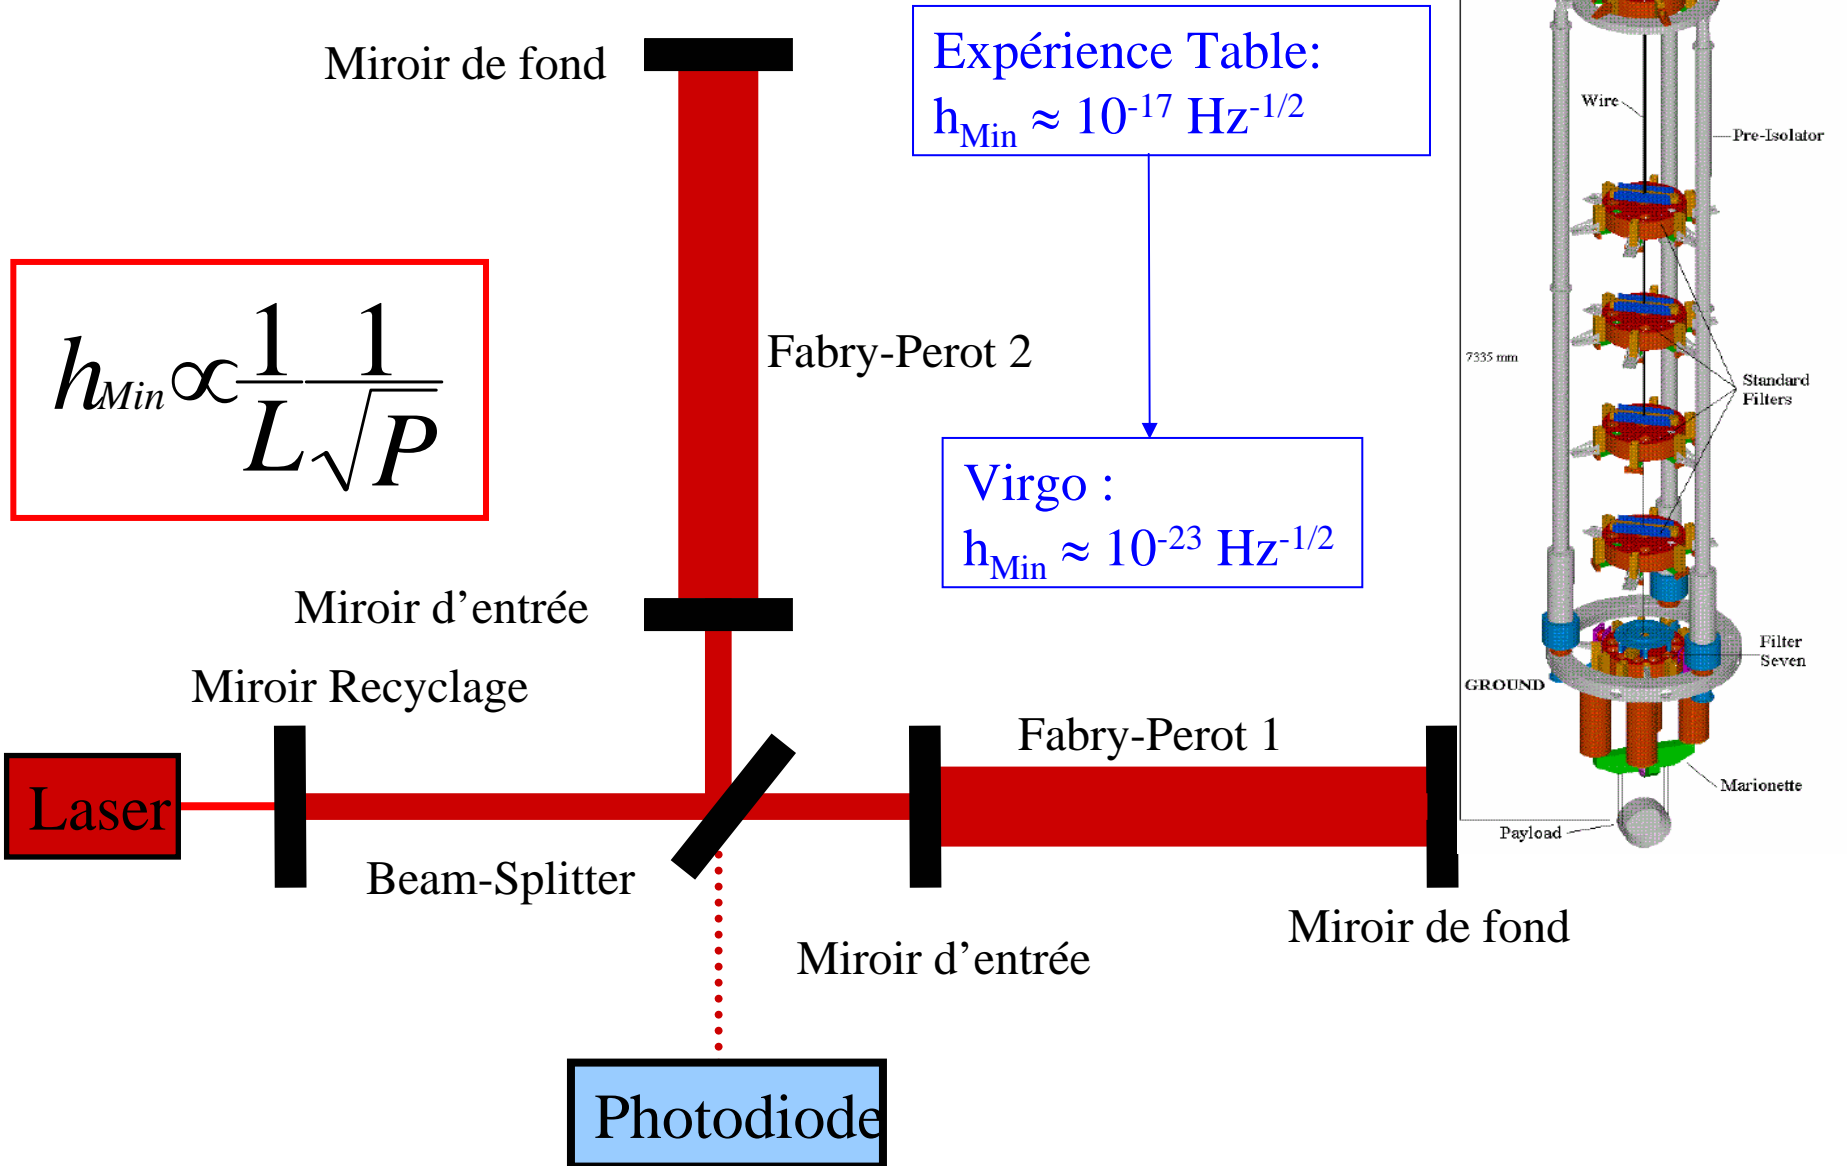 Miroir de fond
Expérience Table:
hMin ≈ 10-17 Hz-1/2
Wire
Pre-Isolator
hMin ∝ 1/L 1/√P
Fabry-Perot 2
7335 mm
Standard
Filters
Virgo :
hMin ≈ 10-23 Hz-1/2
Miroir d’entrée
Filter
Seven
Miroir Recyclage
GROUND
Fabry-Perot 1
Laser
Marionette
Payload
Beam-Splitter
Miroir de fond
Miroir d’entrée
Photodiode